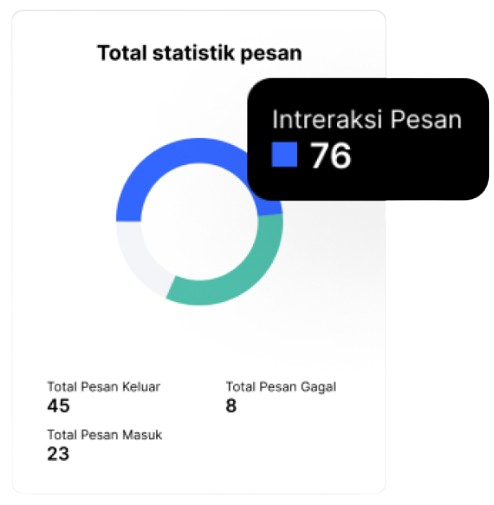 Total statistik pesan
Intreraksi Pesan
76
Total Pesan Keluar
45
Total Pesan Gagal
8
Total Pesan Masuk
23